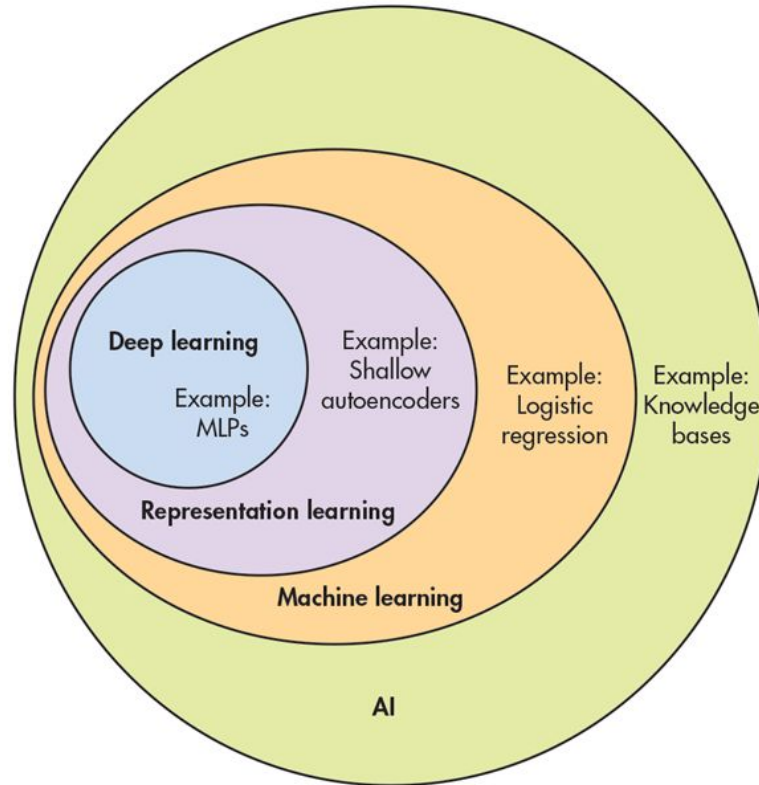 Deep learning
Example:
MLPs
Example:
Shallow
autoencoders
Example:
Logistic
regression
Example:
Knowledge
bases
Representation learning
Machine learning
AI